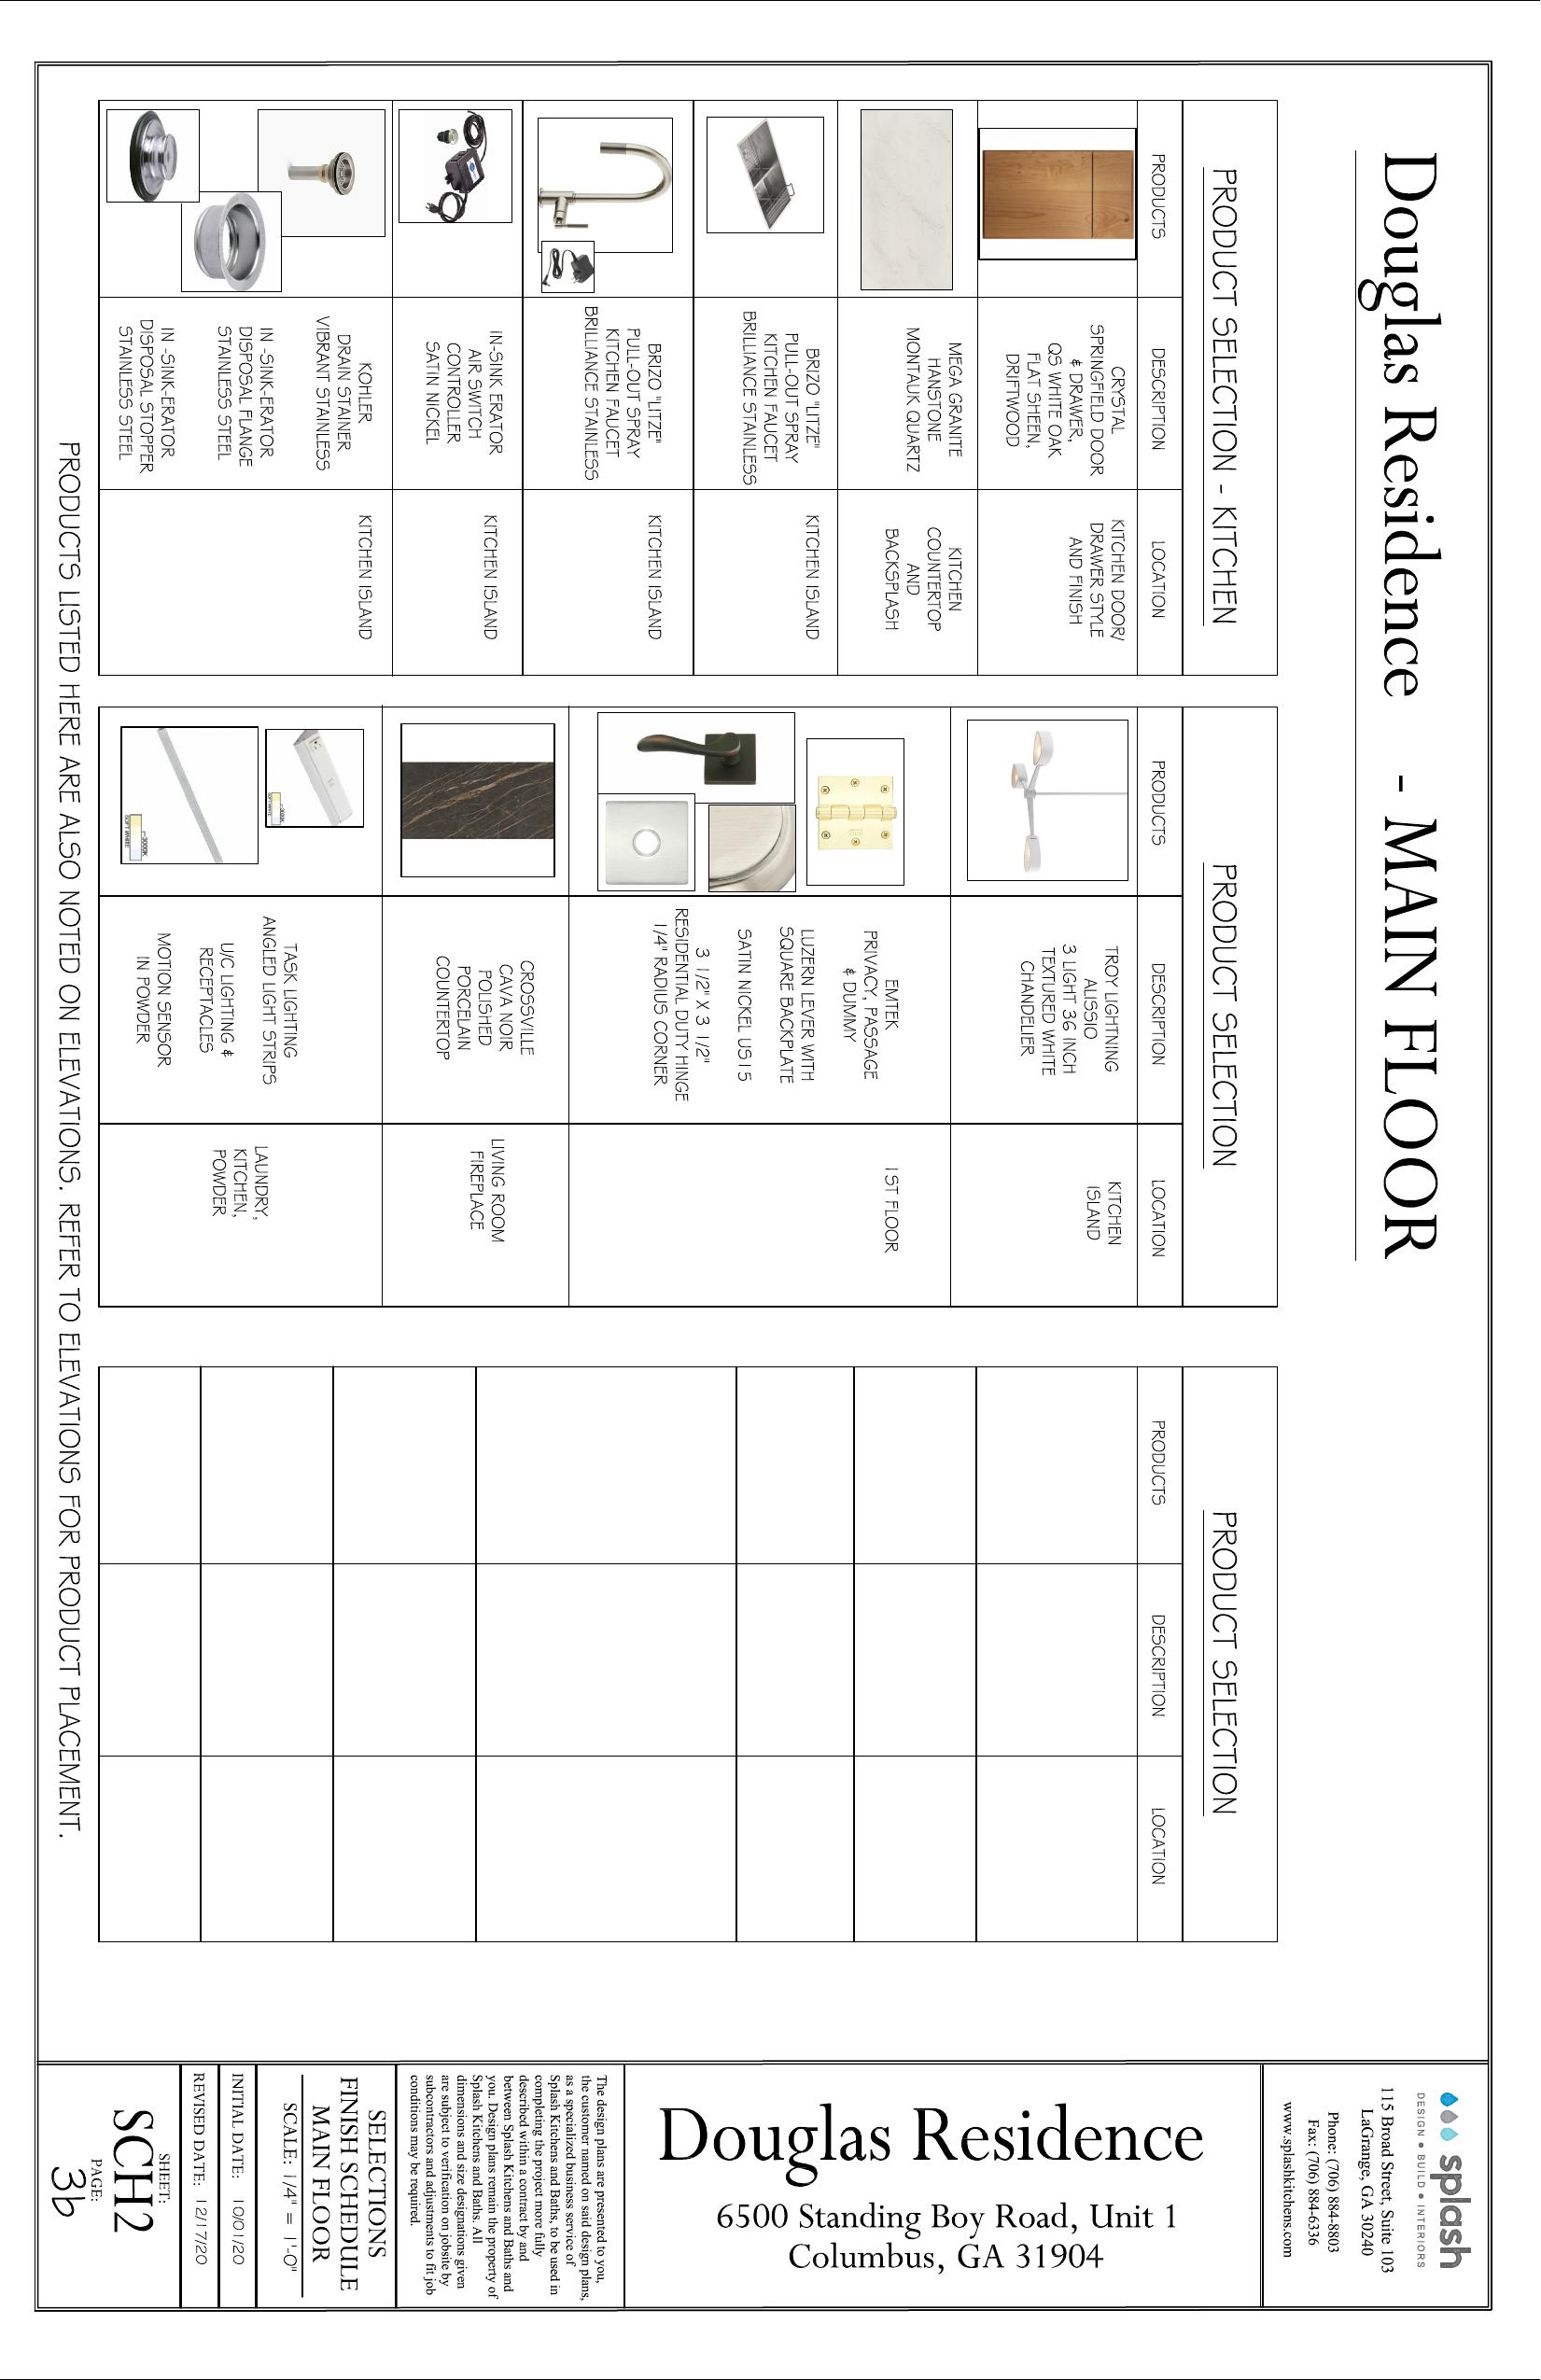 Douglas Residence - MAIN FLOOR
PRODUCT SELECTION - KITCHEN
PRODUCTS
DESCRIPTION
LOCATION
CRYSTAL
SPRINGFIELD DOOR
& DRAWER,
QS WHITE OAK
FLAT SHEEN,
DRIFTWOOD
KITCHEN DOOR/
DRAWER STYLE
AND FINISH
MEGA GRANITE
HANSTONE
MONTAUK QUARTZ
KITCHEN
COUNTERTOP
AND
BACKSPLASH
BRIZO "LITZE"
PULL-OUT SPRAY
KITCHEN FAUCET
BRILLIANCE STAINLESS
KITCHEN ISLAND
BRIZO "LITZE"
PULL-OUT SPRAY
KITCHEN FAUCET
BRILLIANCE STAINLESS
KITCHEN ISLAND
IN-SINK ERATOR
AIR SWITCH
CONTROLLER
SATIN NICKEL
KITCHEN ISLAND
KOHLER
DRAIN STAINER
VIBRANT STAINLESS
IN -SINK-ERATOR
DISPOSAL FLANGE
STAINLESS STEEL
IN -SINK-ERATOR
DISPOSAL STOPPER
STAINLESS STEEL
KITCHEN ISLAND
PRODUCT SELECTION
PRODUCTS
DESCRIPTION
LOCATION
TROY LIGHTNING
ALISSIO
3 LIGHT 36 INCH
TEXTURED WHITE
CHANDELIER
KITCHEN
ISLAND
EMTEK
PRIVACY, PASSAGE
& DUMMY
LUZERN LEVER WITH
SQUARE BACKPLATE
SATIN NICKEL US15
3 1/2" X 3 1/2"
RESIDENTIAL DUTY HINGE
1/4" RADIUS CORNER
1ST FLOOR
CROSSVILLE
CAVA NOIR
POLISHED
PORCELAIN
COUNTERTOP
LIVING ROOM
FIREPLACE
3000K
SOFT WHITE
TASK LIGHTING
ANGLED LIGHT STRIPS
U/C LIGHTING &
RECEPTACLES
MOTION SENSOR
IN POWDER
LAUNDRY,
KITCHEN,
POWDER
PRODUCT SELECTION
PRODUCTS
DESCRIPTION
LOCATION
PRODUCTS LISTED HERE ARE ALSO NOTED ON ELEVATIONS. REFER TO ELEVATIONS FOR PRODUCT PLACEMENT.
splash
DESIGN • BUILD • INTERIORS
115 Broad Street, Suite 103
LaGrange, GA 30240
Phone: (706) 884-8803
Fax: (706) 884-6336
www.splashkitchens.com
Douglas Residence
6500 Standing Boy Road, Unit 1
Columbus, GA 31904
The design plans are presented to you,
the customer named on said design plans,
as a specialized business service of
Splash Kitchens and Baths, to be used in
completing the project more fully
described within a contract by and
between Splash Kitchens and Baths and
you. Design plans remain the property of
Splash Kitchens and Baths. All
dimensions and size designations given
are subject to verification on jobsite by
subcontractors and adjustments to fit job
conditions may be required.
SELECTIONS
FINISH SCHEDULE
MAIN FLOOR
SCALE: 1/4" = 1'-0"
INITIAL DATE: 10/01/20
REVISED DATE: 12/17/20
SHEET:
SCH2
PAGE:
3b